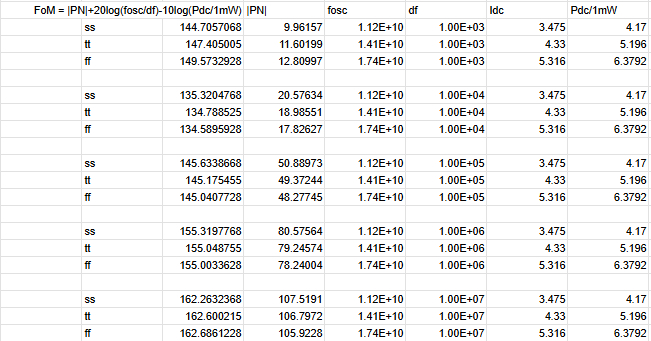 FoM = |PN|+20log(fosc/df)-10log(Pdc/1mW) |PN| fosc df Idc Pdc/1mW
ss 144.7057068 9.96157 1.12E+10 1.00E+03 3.475 4.17
tt 147.405005 11.60199 1.41E+10 1.00E+03 4.33 5.196
ff 149.5732928 12.80997 1.74E+10 1.00E+03 5.316 6.3792
ss 135.3204768 20.57634 1.12E+10 1.00E+04 3.475 4.17
tt 134.788525 18.98551 1.41E+10 1.00E+04 4.33 5.196
ff 134.5895928 17.82627 1.74E+10 1.00E+04 5.316 6.3792
ss 145.6338668 50.88973 1.12E+10 1.00E+05 3.475 4.17
tt 145.175455 49.37244 1.41E+10 1.00E+05 4.33 5.196
ff 145.0407728 48.27745 1.74E+10 1.00E+05 5.316 6.3792
ss 155.3197768 80.57564 1.12E+10 1.00E+06 3.475 4.17
tt 155.048755 79.24574 1.41E+10 1.00E+06 4.33 5.196
ff 155.0033628 78.24004 1.74E+10 1.00E+06 5.316 6.3792
ss 162.2632368 107.5191 1.12E+10 1.00E+07 3.475 4.17
tt 162.600215 106.7972 1.41E+10 1.00E+07 4.33 5.196
ff 162.6861228 105.9228 1.74E+10 1.00E+07 5.316 6.3792